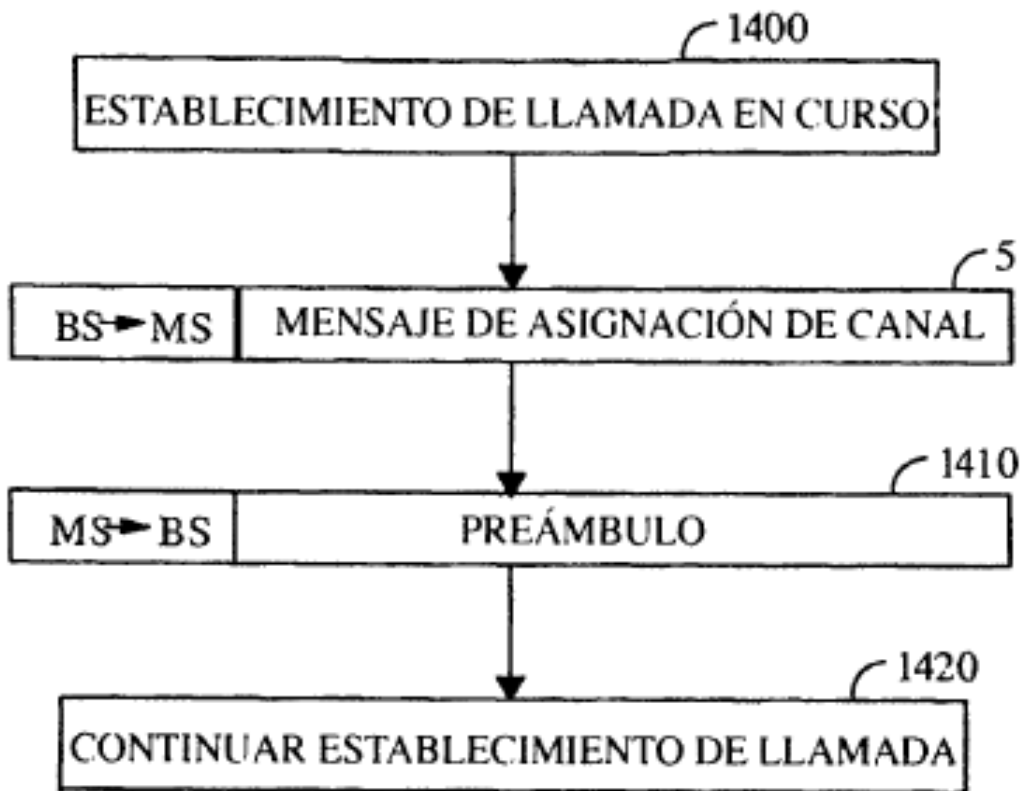 1400
ESTABLECIMIENTO DE LLAMADA EN CURSO
5
BS MS MENSAJE DE ASIGNACIÓN DE CANAL
1410
MS BS PREÁMBULO
1420
CONTINUAR ESTABLECIMIENTO DE LLAMADA